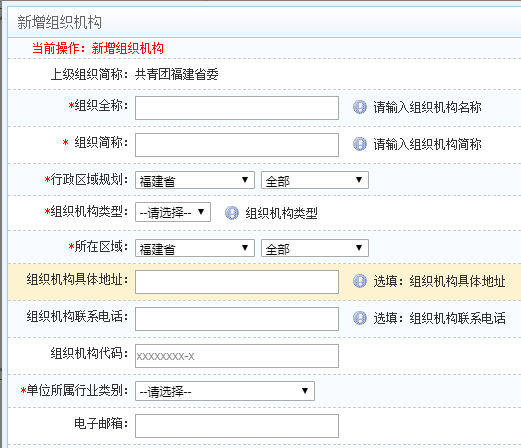 新增组织机构
当前操作：新增组织机构
上级组织简称：共青团福建省委
*组织全称： 请输入组织机构名称
* 组织简称： 请输入组织机构简称
*行政区域规划： 福建省 全部
*组织机构类型： --请选择-- 组织机构类型
*所在区域： 福建省 全部
组织机构具体地址： 选填：组织机构具体地址
组织机构联系电话： 选填：组织机构联系电话
组织机构代码： xxxxxxxx-x
*单位所属行业类别： --请选择--
电子邮箱：